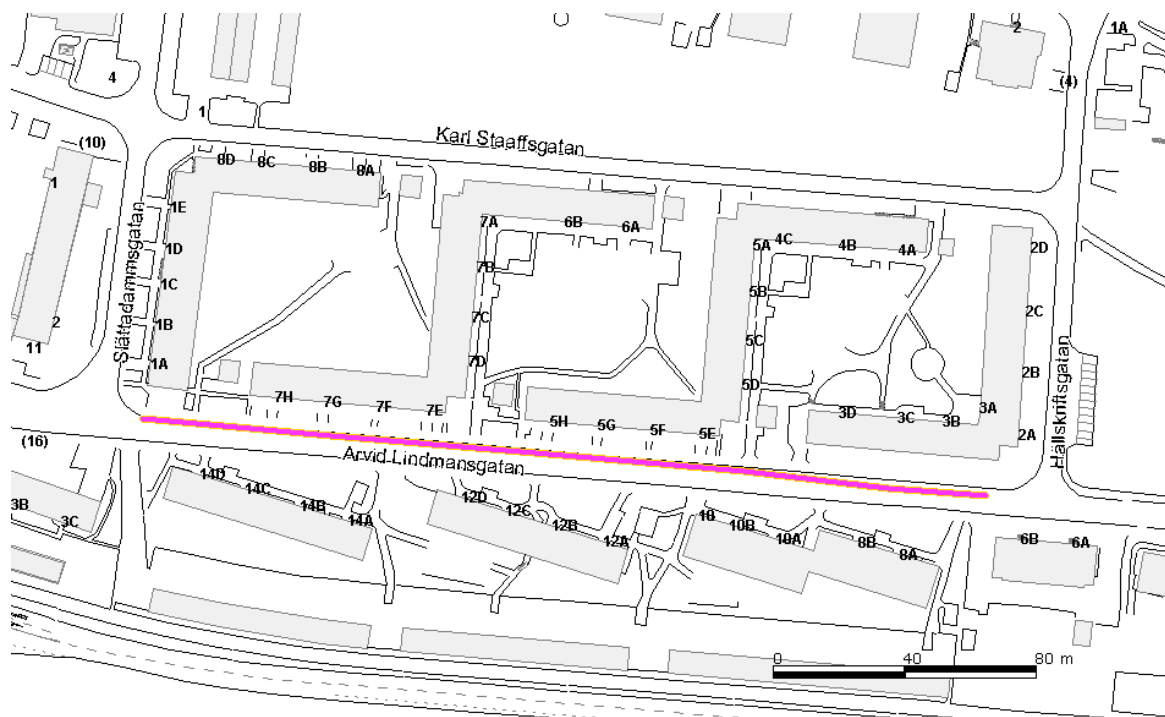 2
1A
4
(4)
1
Karl Staaffsgatan
(10)
8D
8C
8B
8A
1
1E
7A
6B
6A
5A
4C
4B
4A
2D
1D
7B
1C
5B
Slättadammsgatan
7C
2C
1B
2
5C
11
1A
7D
5D
2B
Hällskriftsgatan
7H
7G
7F
7E
5H
5G
5F
5E
3D
3C
3B
3A
2A
(16)
Arvid Lindmansgatan
14D
14C
14B
14A
12D
12C
12B
12A
10
10B
10A
8B
8A
6B
6A
3B
3C
0 40 80 m